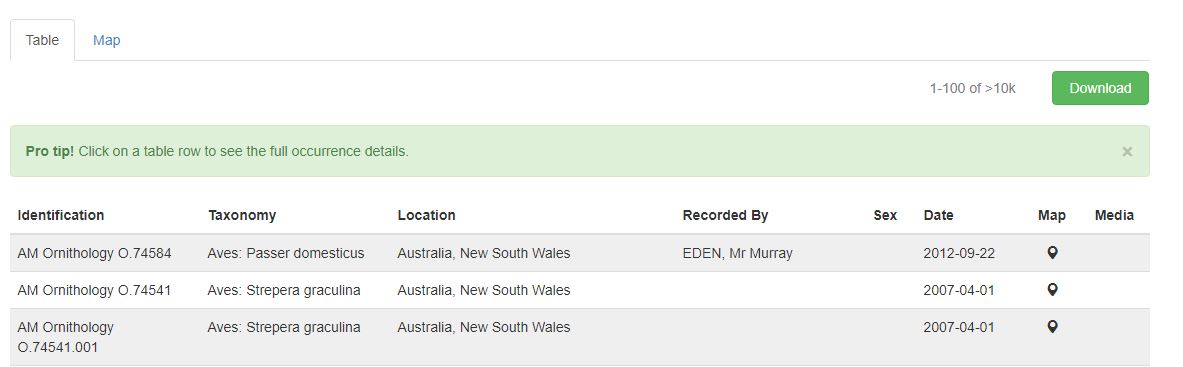 Table Map
1-100 of >10k Download
Pro tip! Click on a table row to see the full occurrence details. ×
Identification Taxonomy Location Recorded By Sex Date Map Media
AM Ornithology O.74584 Aves: Passer domesticus Australia, New South Wales EDEN, Mr Murray 2012-09-22
AM Ornithology O.74541 Aves: Strepera graculina Australia, New South Wales 2007-04-01
AM Ornithology Aves: Strepera graculina Australia, New South Wales 2007-04-01
O.74541.001